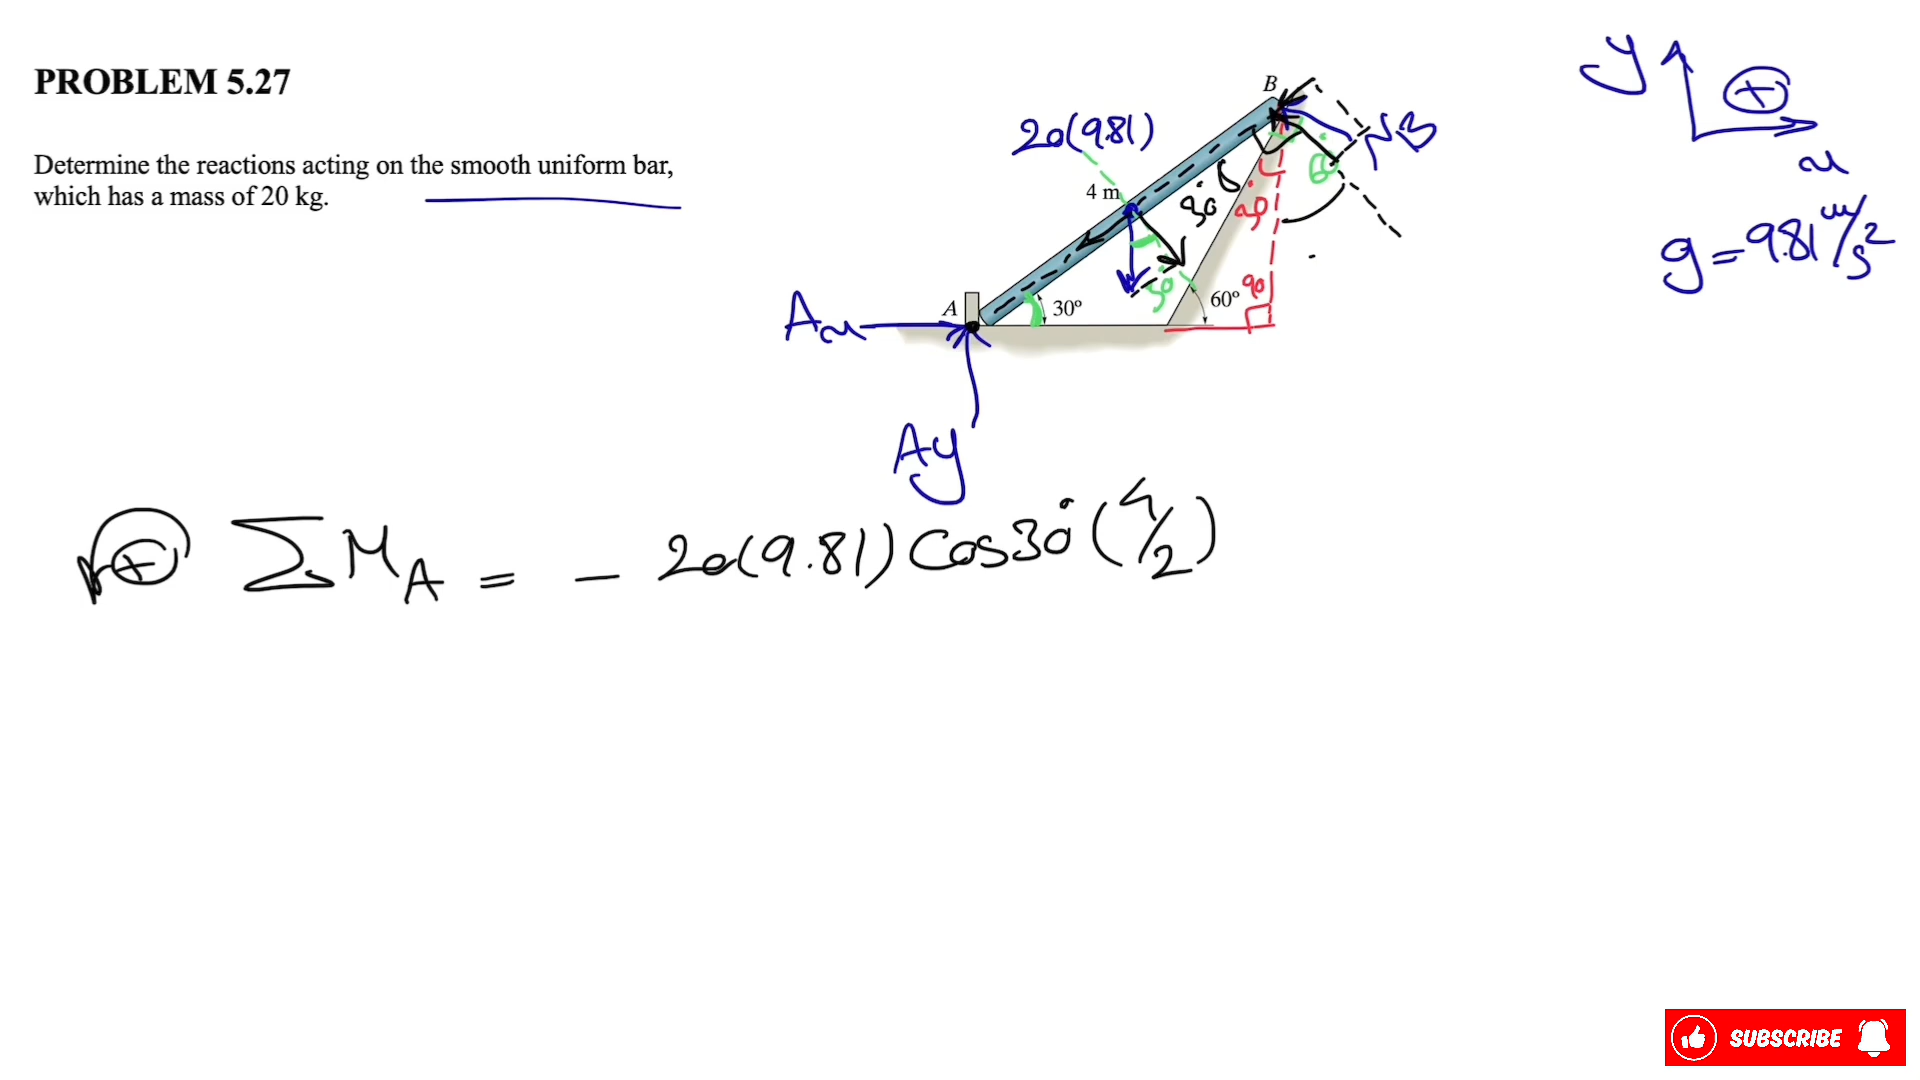 PROBLEM 5.27
Determine the reactions acting on the smooth uniform bar,
which has a mass of 20 kg.
B
20(9.81)
NB
4 m
90
30°
60°
90
A
30°
Ax
Ay
y
+
x
g=9.81 m/s²
+ ΣM_A = - 20(9.81) Cos30° (4/2)
SUBSCRIBE